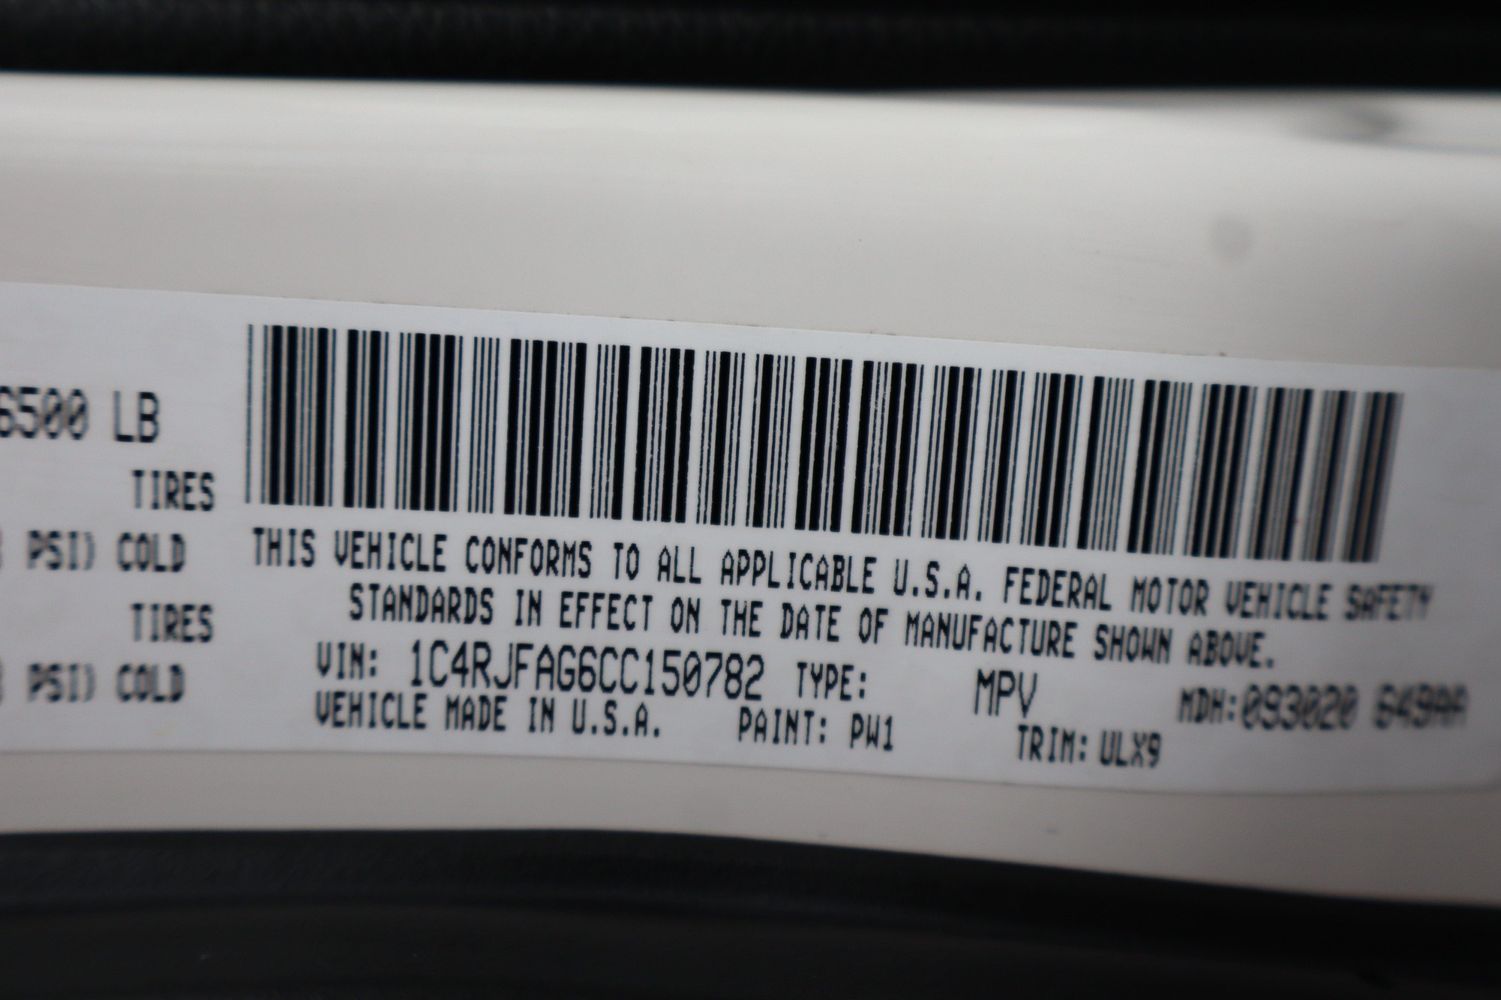 6500 LB
TIRES
PSI) COLD
TIRES
PSI) COLD
THIS VEHICLE CONFORMS TO ALL APPLICABLE U.S.A. FEDERAL MOTOR VEHICLE SAFETY
STANDARDS IN EFFECT ON THE DATE OF MANUFACTURE SHOWN ABOVE.
VIN: 1C4RJFAG6CC150782 TYPE: MPV MDH:093020 649AA
VEHICLE MADE IN U.S.A. PAINT: PW1 TRIM: ULX9